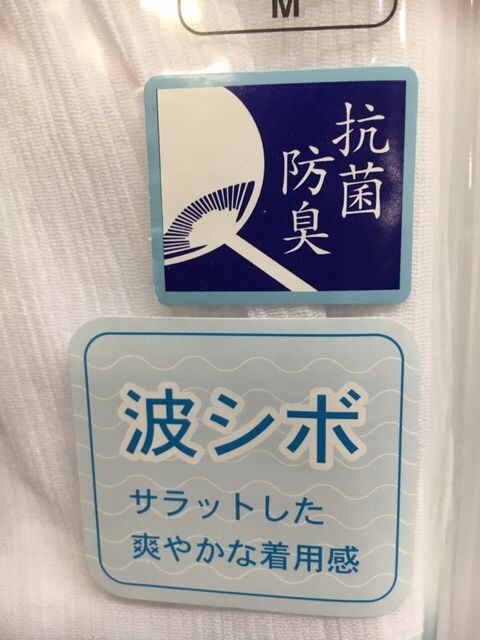 M
抗菌
防臭
波シボ
サラットした
爽やかな着用感